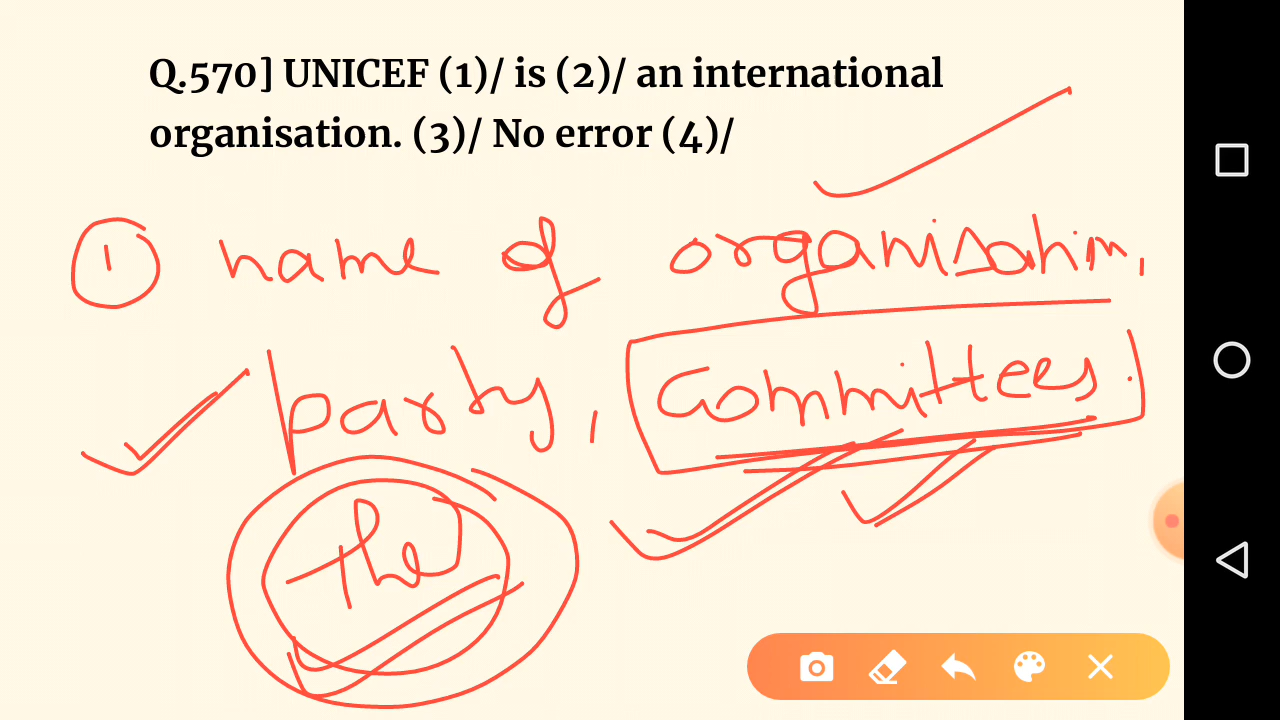 Q.570] UNICEF (1)/ is (2)/ an international
organisation. (3)/ No error (4)/
1 name of organisation,
party, committees.
the